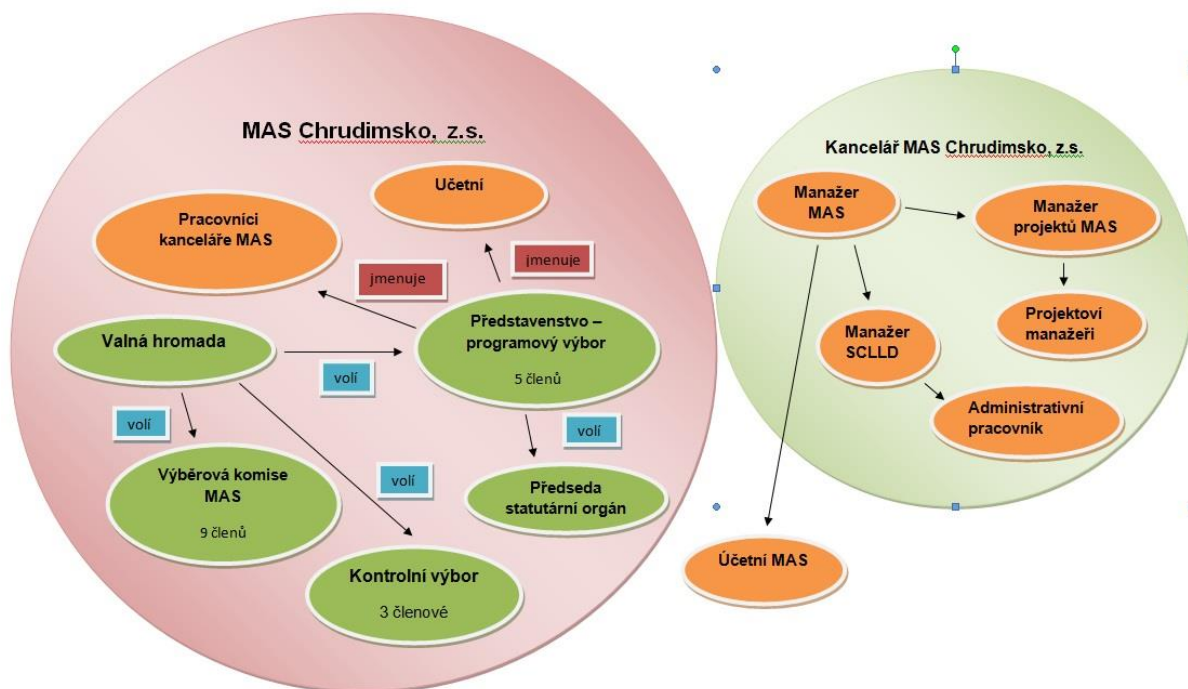 MAS Chrudimsko, z.s.
Učetní
Pracovníci
kanceláře MAS
jmenuje
jmenuje
Valná hromada
Představenstvo –
programový výbor
5 členů
volí
volí
volí
Výběrová komise
MAS
9 členů
volí
Předseda
statutární orgán
Kontrolní výbor
3 členové
Kancelář MAS Chrudimsko, z.s.
Manažer
MAS
Manažer
projektů MAS
Manažer
SCLLD
Projektoví
manažeři
Administrativní
pracovník
Účetní MAS